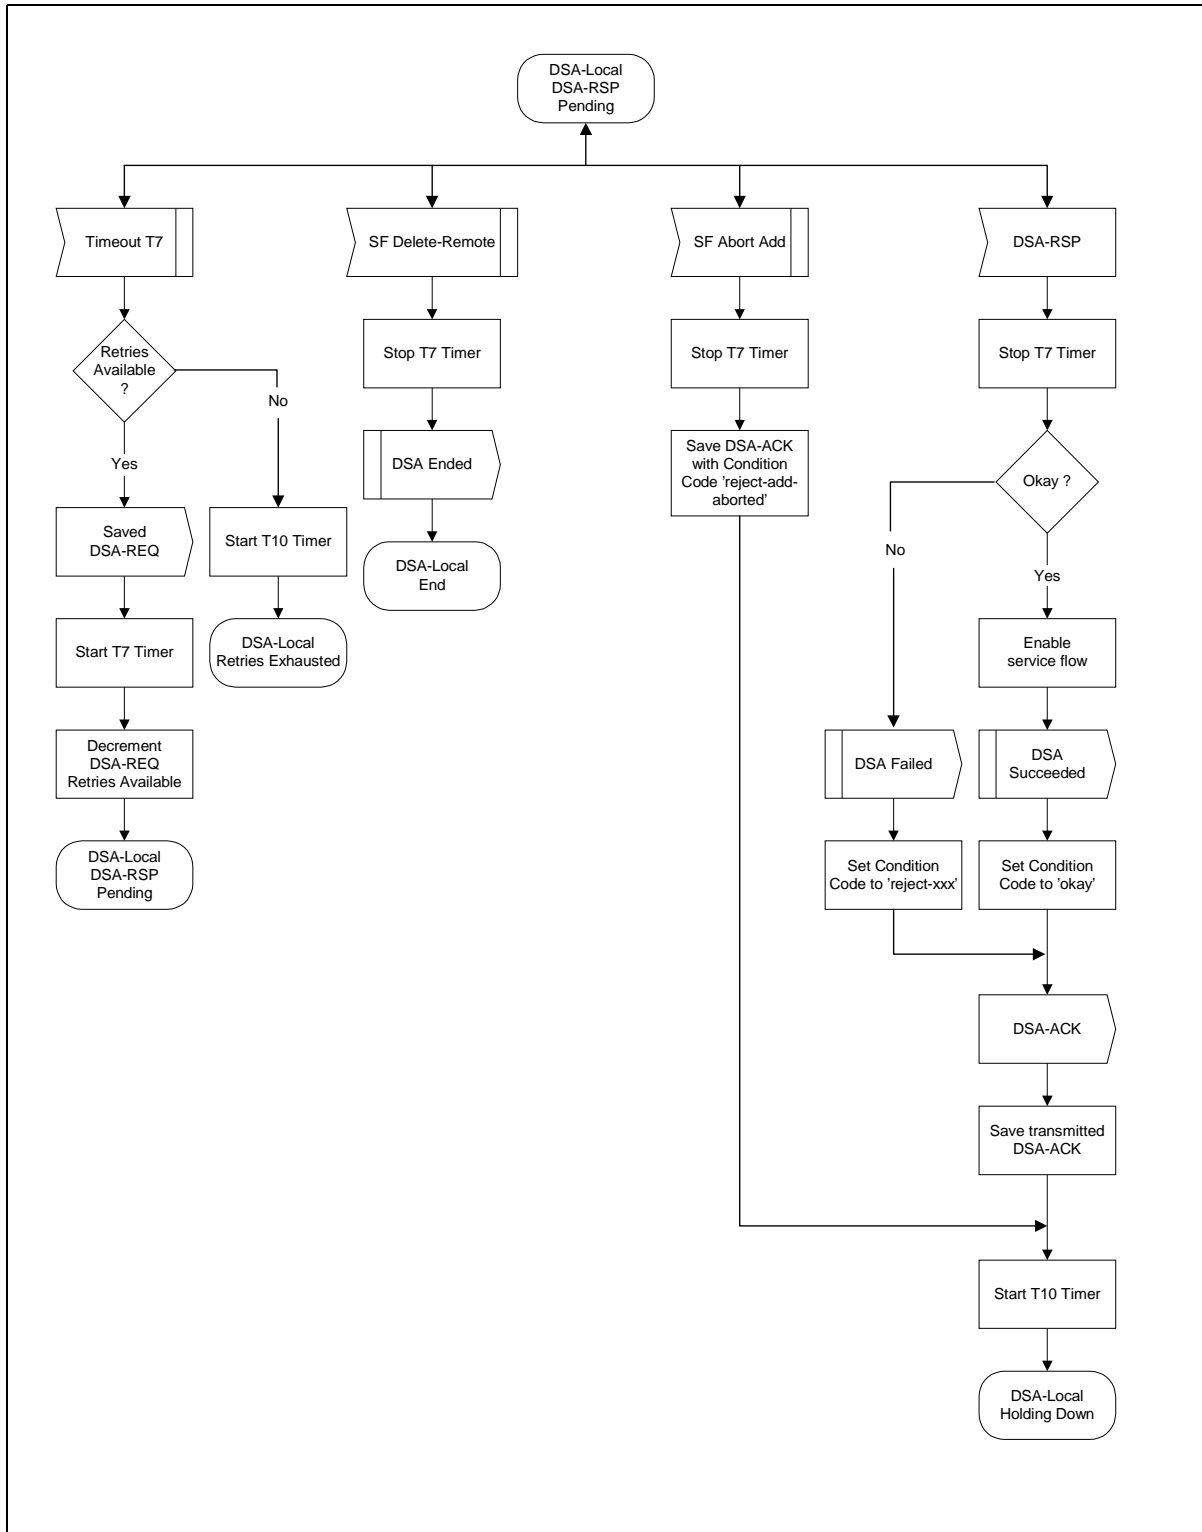 DSA-Local
DSA-RSP
Pending
Timeout T7
SF Delete-Remote
SF Abort Add
DSA-RSP
Retries
Available
?
No
Yes
Saved
DSA-REQ
Start T10 Timer
Start T7 Timer
DSA-Local
Retries Exhausted
Decrement
DSA-REQ
Retries Available
DSA-Local
DSA-RSP
Pending
Stop T7 Timer
DSA Ended
DSA-Local
End
Stop T7 Timer
Save DSA-ACK
with Condition
Code 'reject-add-
aborted'
Stop T7 Timer
Okay ?
No
Yes
Enable
service flow
DSA Failed
DSA
Succeeded
Set Condition
Code to 'reject-xxx'
Set Condition
Code to 'okay'
DSA-ACK
Save transmitted
DSA-ACK
Start T10 Timer
DSA-Local
Holding Down